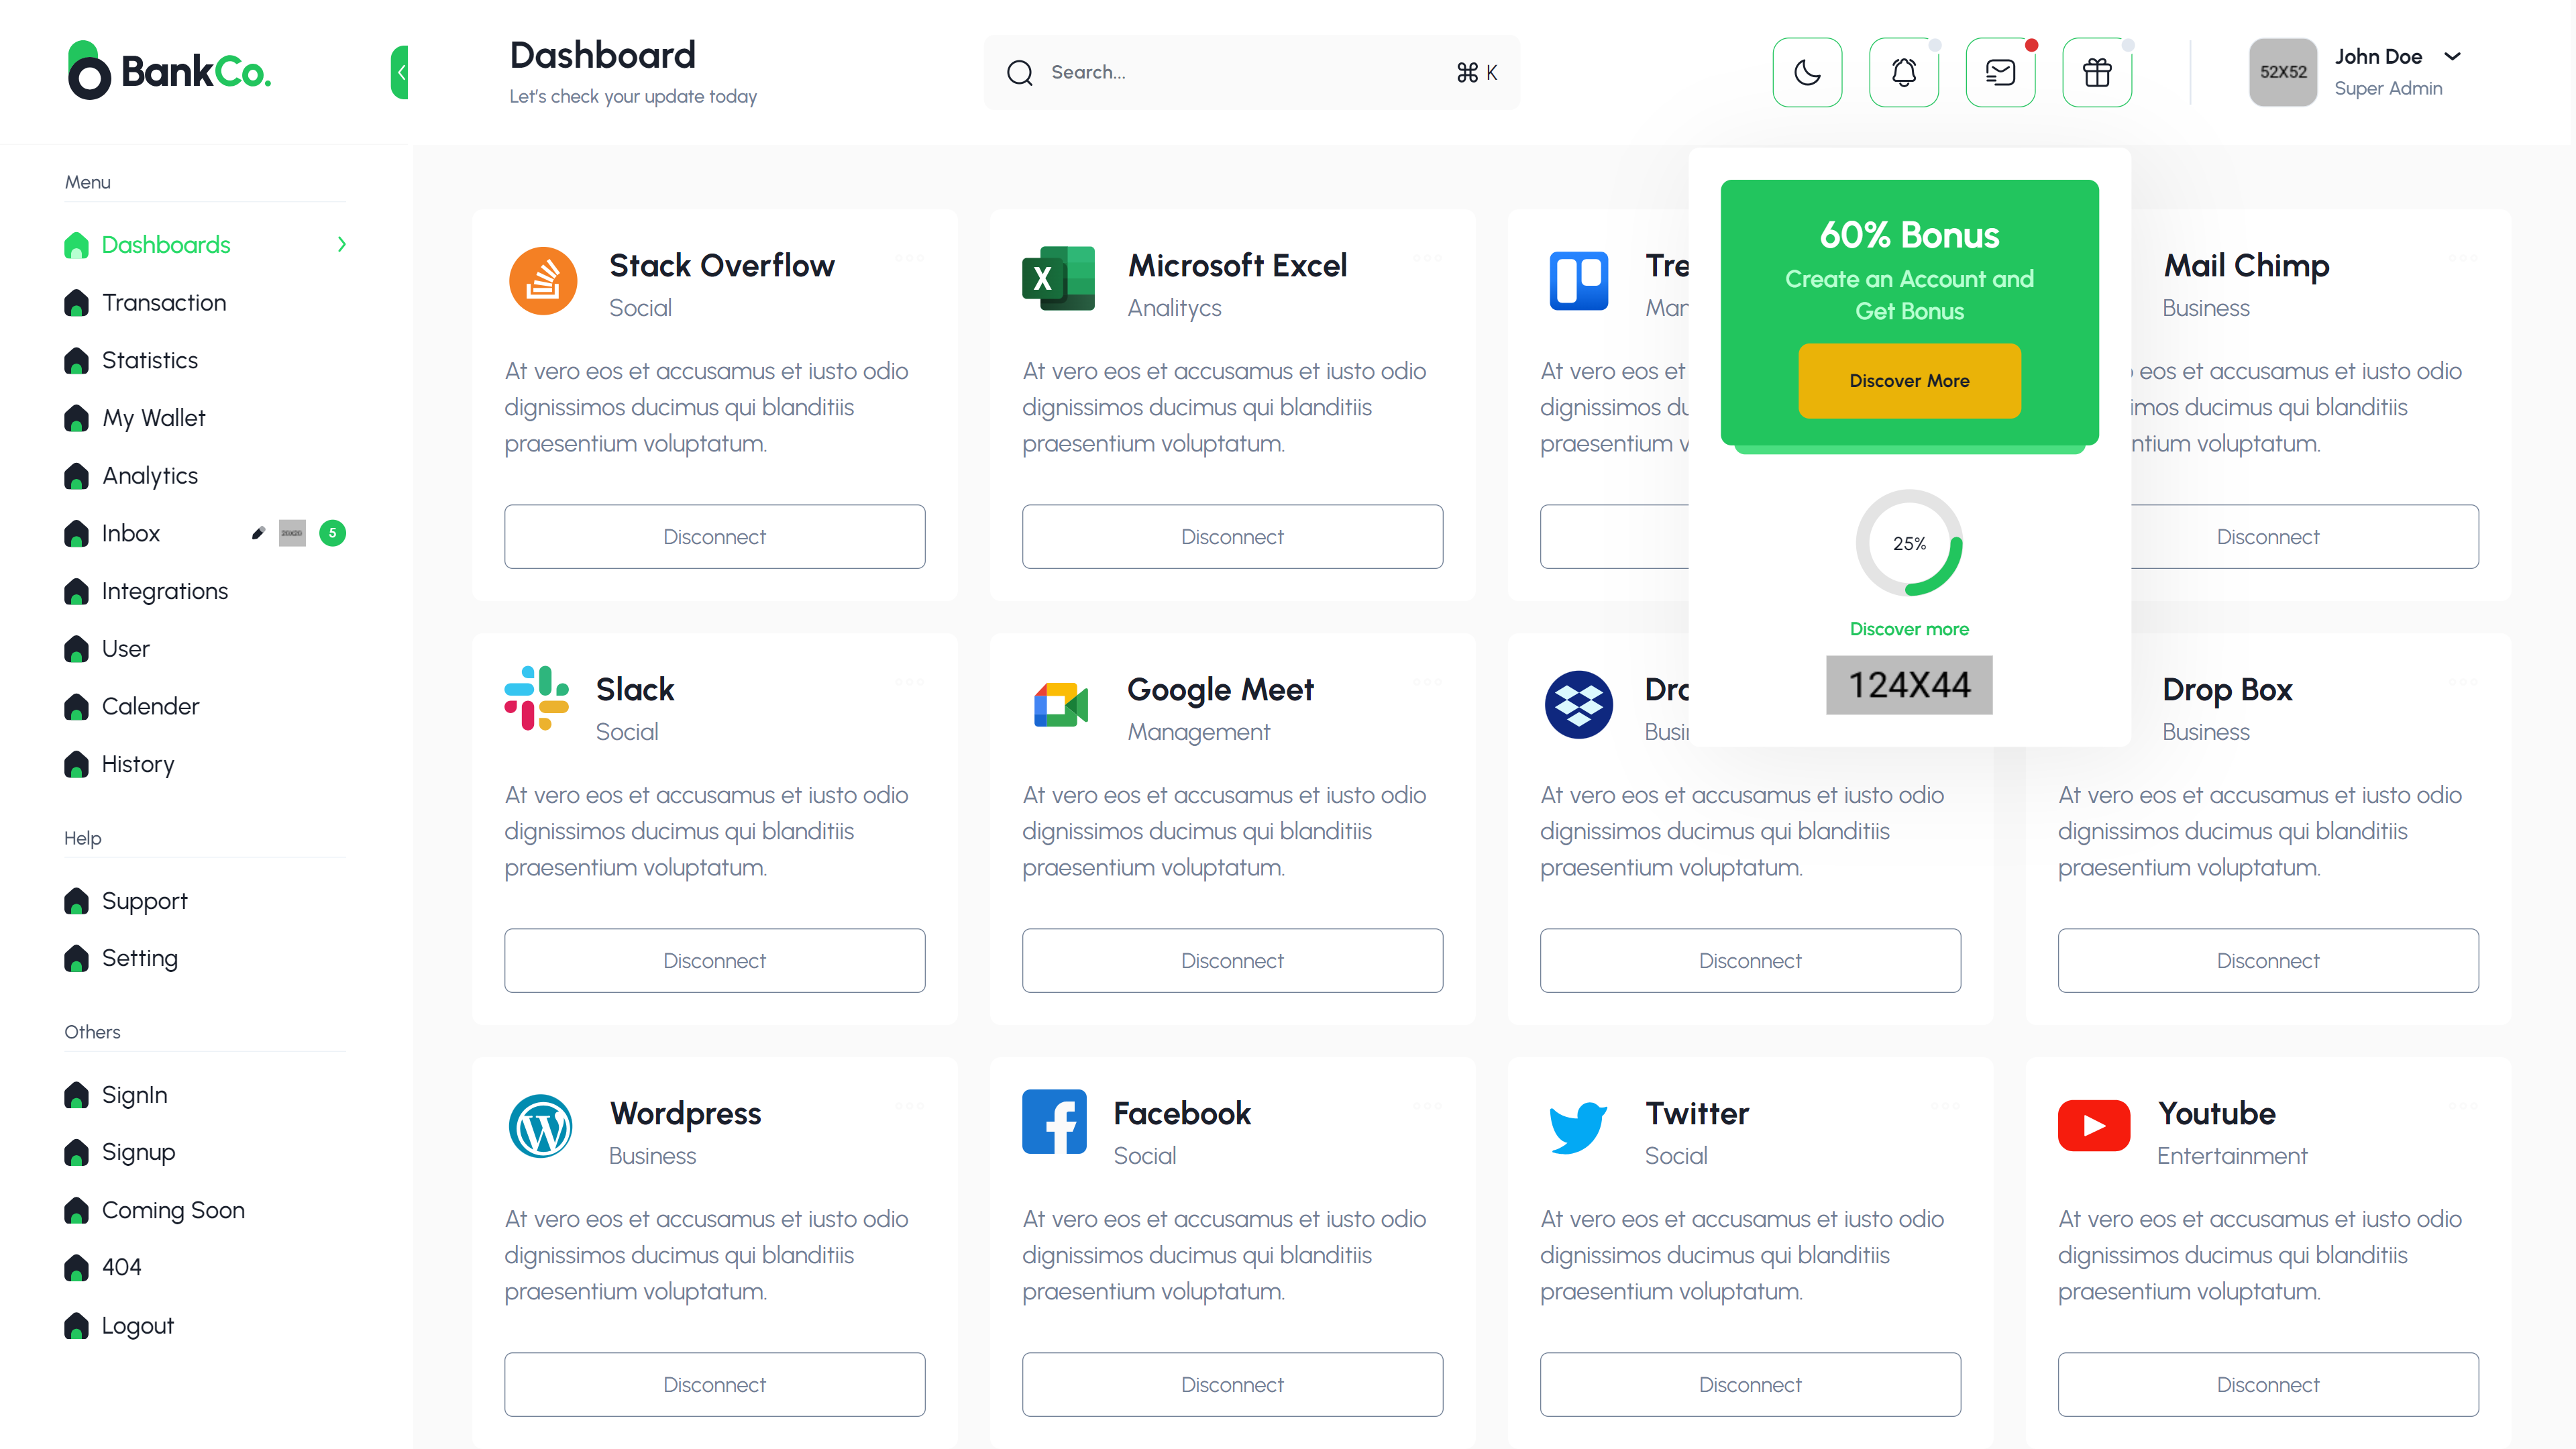 BankCo.
Dashboard
Let's check your update today
Search...
⌘ K
52X52
John Doe
Super Admin
Menu
Dashboards
Transaction
Statistics
My Wallet
Analytics
Inbox
5
Integrations
User
Calender
History
Help
Support
Setting
Others
SignIn
Signup
Coming Soon
404
Logout
Stack Overflow
Social
At vero eos et accusamus et iusto odio
dignissimos ducimus qui blanditiis
praesentium voluptatum.
Disconnect
Microsoft Excel
Analitycs
At vero eos et accusamus et iusto odio
dignissimos ducimus qui blanditiis
praesentium voluptatum.
Disconnect
Tre
Man
At vero eos et
dignissimos du
praesentium v
60% Bonus
Create an Account and
Get Bonus
Discover More
25%
Discover more
124X44
Mail Chimp
Business
eos et accusamus et iusto odio
imos ducimus qui blanditiis
ntium voluptatum.
Disconnect
Slack
Social
At vero eos et accusamus et iusto odio
dignissimos ducimus qui blanditiis
praesentium voluptatum.
Disconnect
Google Meet
Management
At vero eos et accusamus et iusto odio
dignissimos ducimus qui blanditiis
praesentium voluptatum.
Disconnect
Dro
Busi
At vero eos et accusamus et iusto odio
dignissimos ducimus qui blanditiis
praesentium voluptatum.
Disconnect
Drop Box
Business
At vero eos et accusamus et iusto odio
dignissimos ducimus qui blanditiis
praesentium voluptatum.
Disconnect
Wordpress
Business
At vero eos et accusamus et iusto odio
dignissimos ducimus qui blanditiis
praesentium voluptatum.
Disconnect
Facebook
Social
At vero eos et accusamus et iusto odio
dignissimos ducimus qui blanditiis
praesentium voluptatum.
Disconnect
Twitter
Social
At vero eos et accusamus et iusto odio
dignissimos ducimus qui blanditiis
praesentium voluptatum.
Disconnect
Youtube
Entertainment
At vero eos et accusamus et iusto odio
dignissimos ducimus qui blanditiis
praesentium voluptatum.
Disconnect